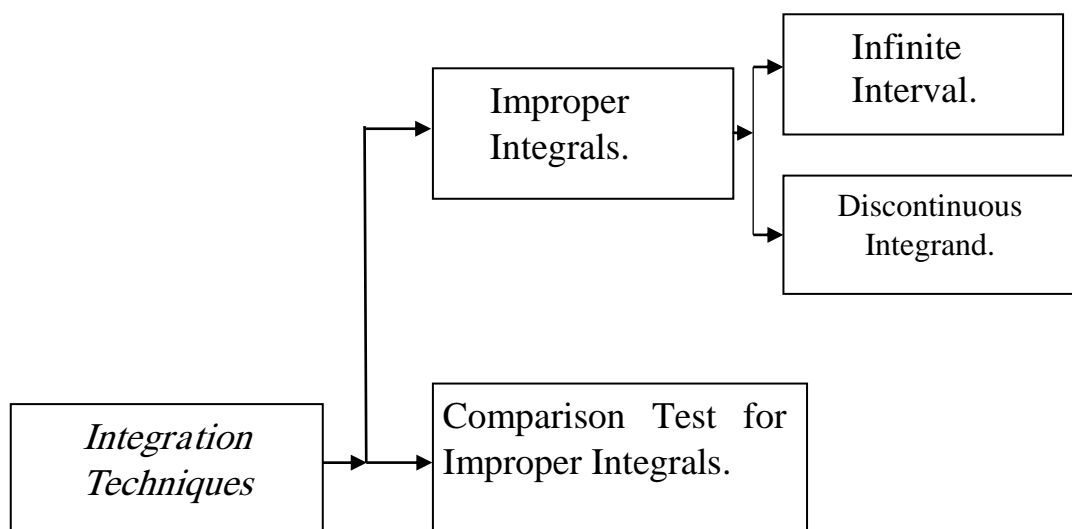 Infinite
Interval.
Improper
Integrals.
Discontinuous
Integrand.
Comparison Test for
Improper Integrals.
Integration
Techniques